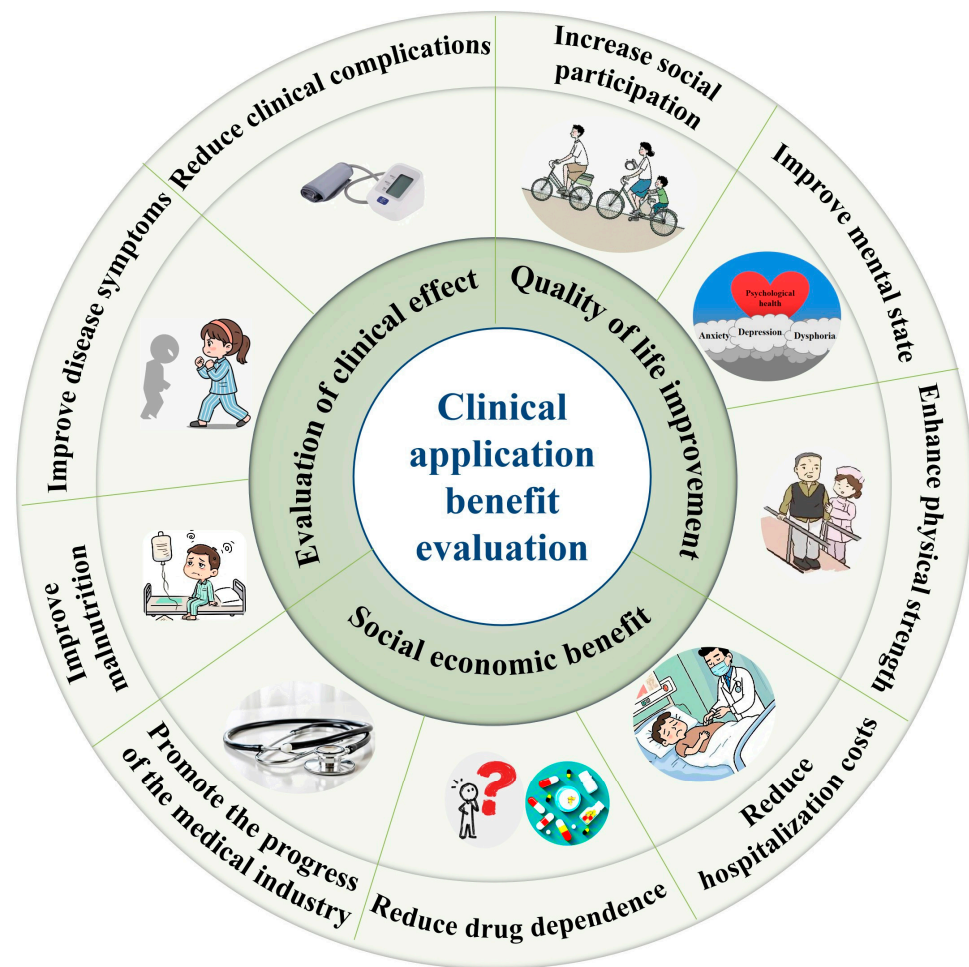 Clinical
application
benefit
evaluation
Evaluation of clinical effect
Quality of life improvement
Social economic benefit
Increase social
participation
Improve mental state
Psychological
health
Anxiety
Depression
Dysphoria
Enhance physical strength
Reduce
hospitalization costs
Reduce drug dependence
Promote the progress
of the medical industry
Improve
malnutrition
Improve disease symptoms
Reduce clinical complications